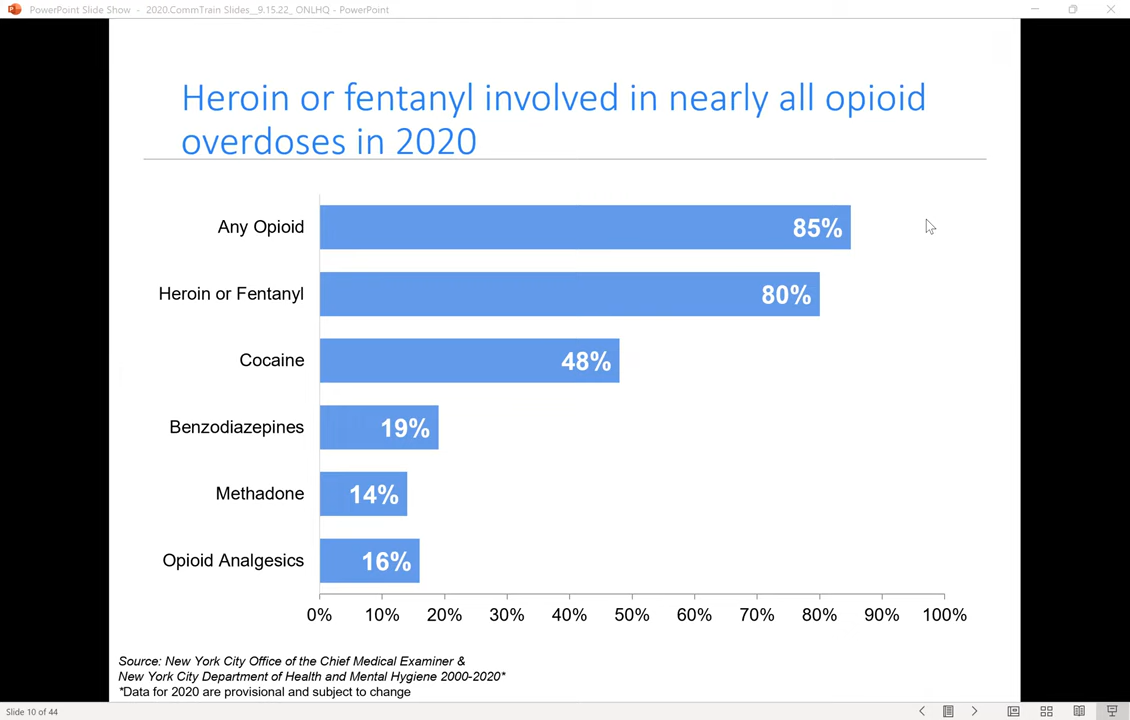 PowerPoint Slide Show - 2020.CommTrain Slides_9.15.22_ ONLHQ - PowerPoint
Heroin or fentanyl involved in nearly all opioid
overdoses in 2020
Any Opioid 85%
Heroin or Fentanyl 80%
Cocaine 48%
Benzodiazepines 19%
Methadone 14%
Opioid Analgesics 16%
0% 10% 20% 30% 40% 50% 60% 70% 80% 90% 100%
Source: New York City Office of the Chief Medical Examiner &
New York City Department of Health and Mental Hygiene 2000-2020*
*Data for 2020 are provisional and subject to change
Slide 10 of 44